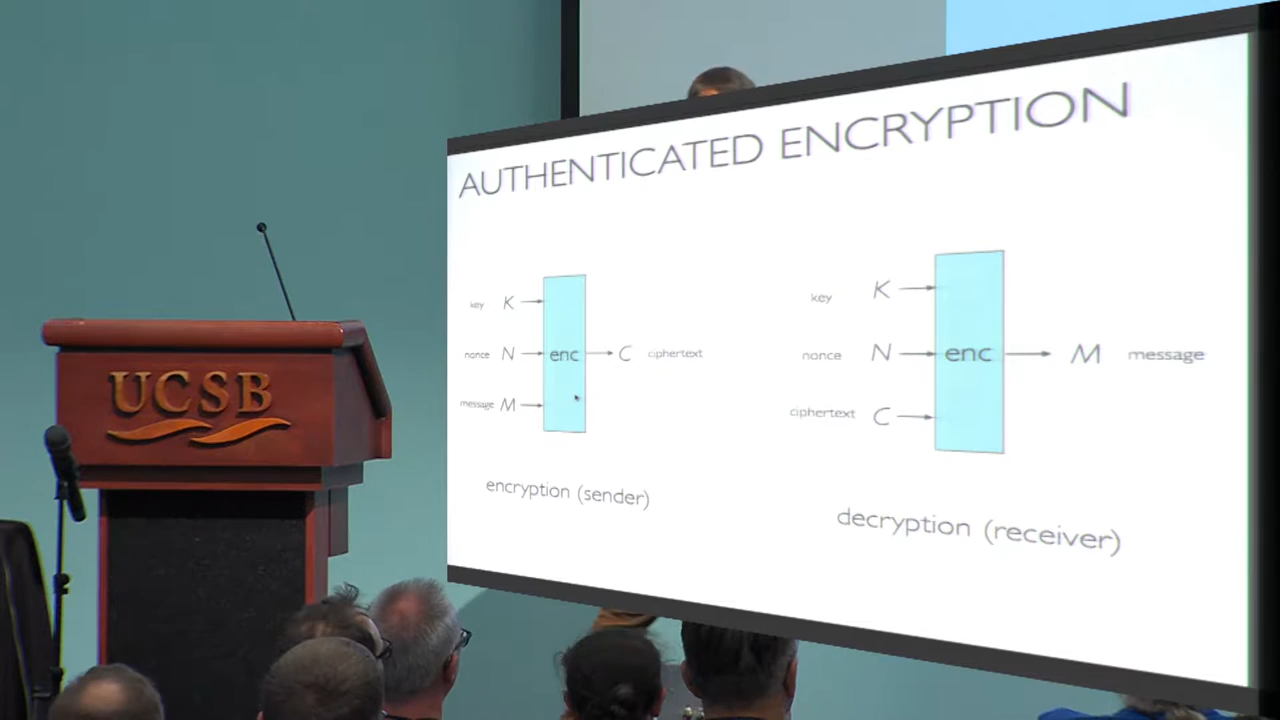 AUTHENTICATED ENCRYPTION
key K
nonce N enc C ciphertext
message M
encryption (sender)
key K
nonce N enc M message
ciphertext C
decryption (receiver)
UCSB